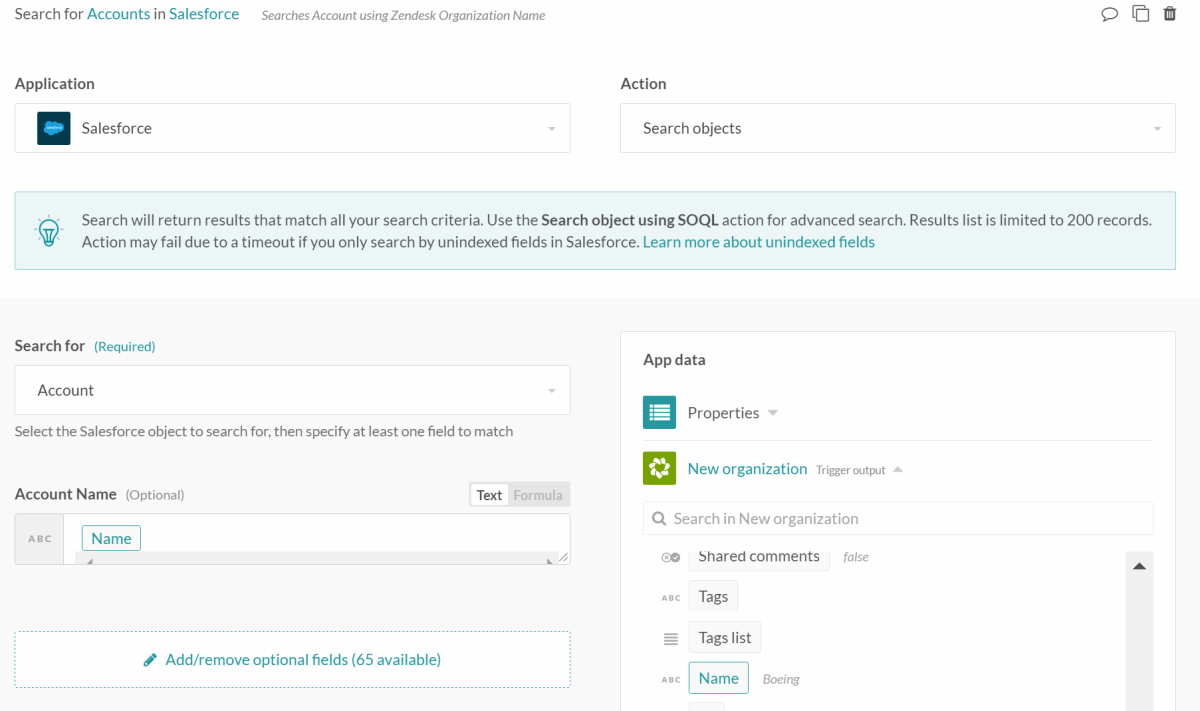 Search for Accounts in Salesforce Searches Account using Zendesk Organization Name
Application
Action
Salesforce
Search objects
Search will return results that match all your search criteria. Use the Search object using SOQL action for advanced search. Results list is limited to 200 records.
Action may fail due to a timeout if you only search by unindexed fields in Salesforce. Learn more about unindexed fields
Search for (Required)
Account
Select the Salesforce object to search for, then specify at least one field to match
Account Name (Optional)
Text Formula
ABC Name
Add/remove optional fields (65 available)
App data
Properties
New organization Trigger output
Search in New organization
Shared comments false
ABC Tags
Tags list
ABC Name Boeing